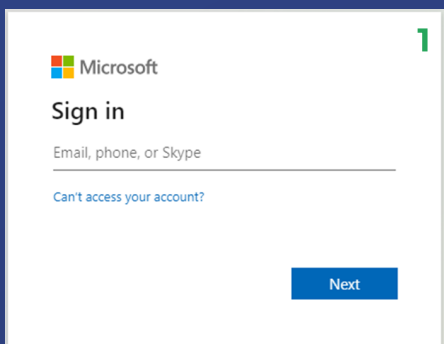 1
Microsoft
Sign in
Email, phone, or Skype
Can't access your account?
Next